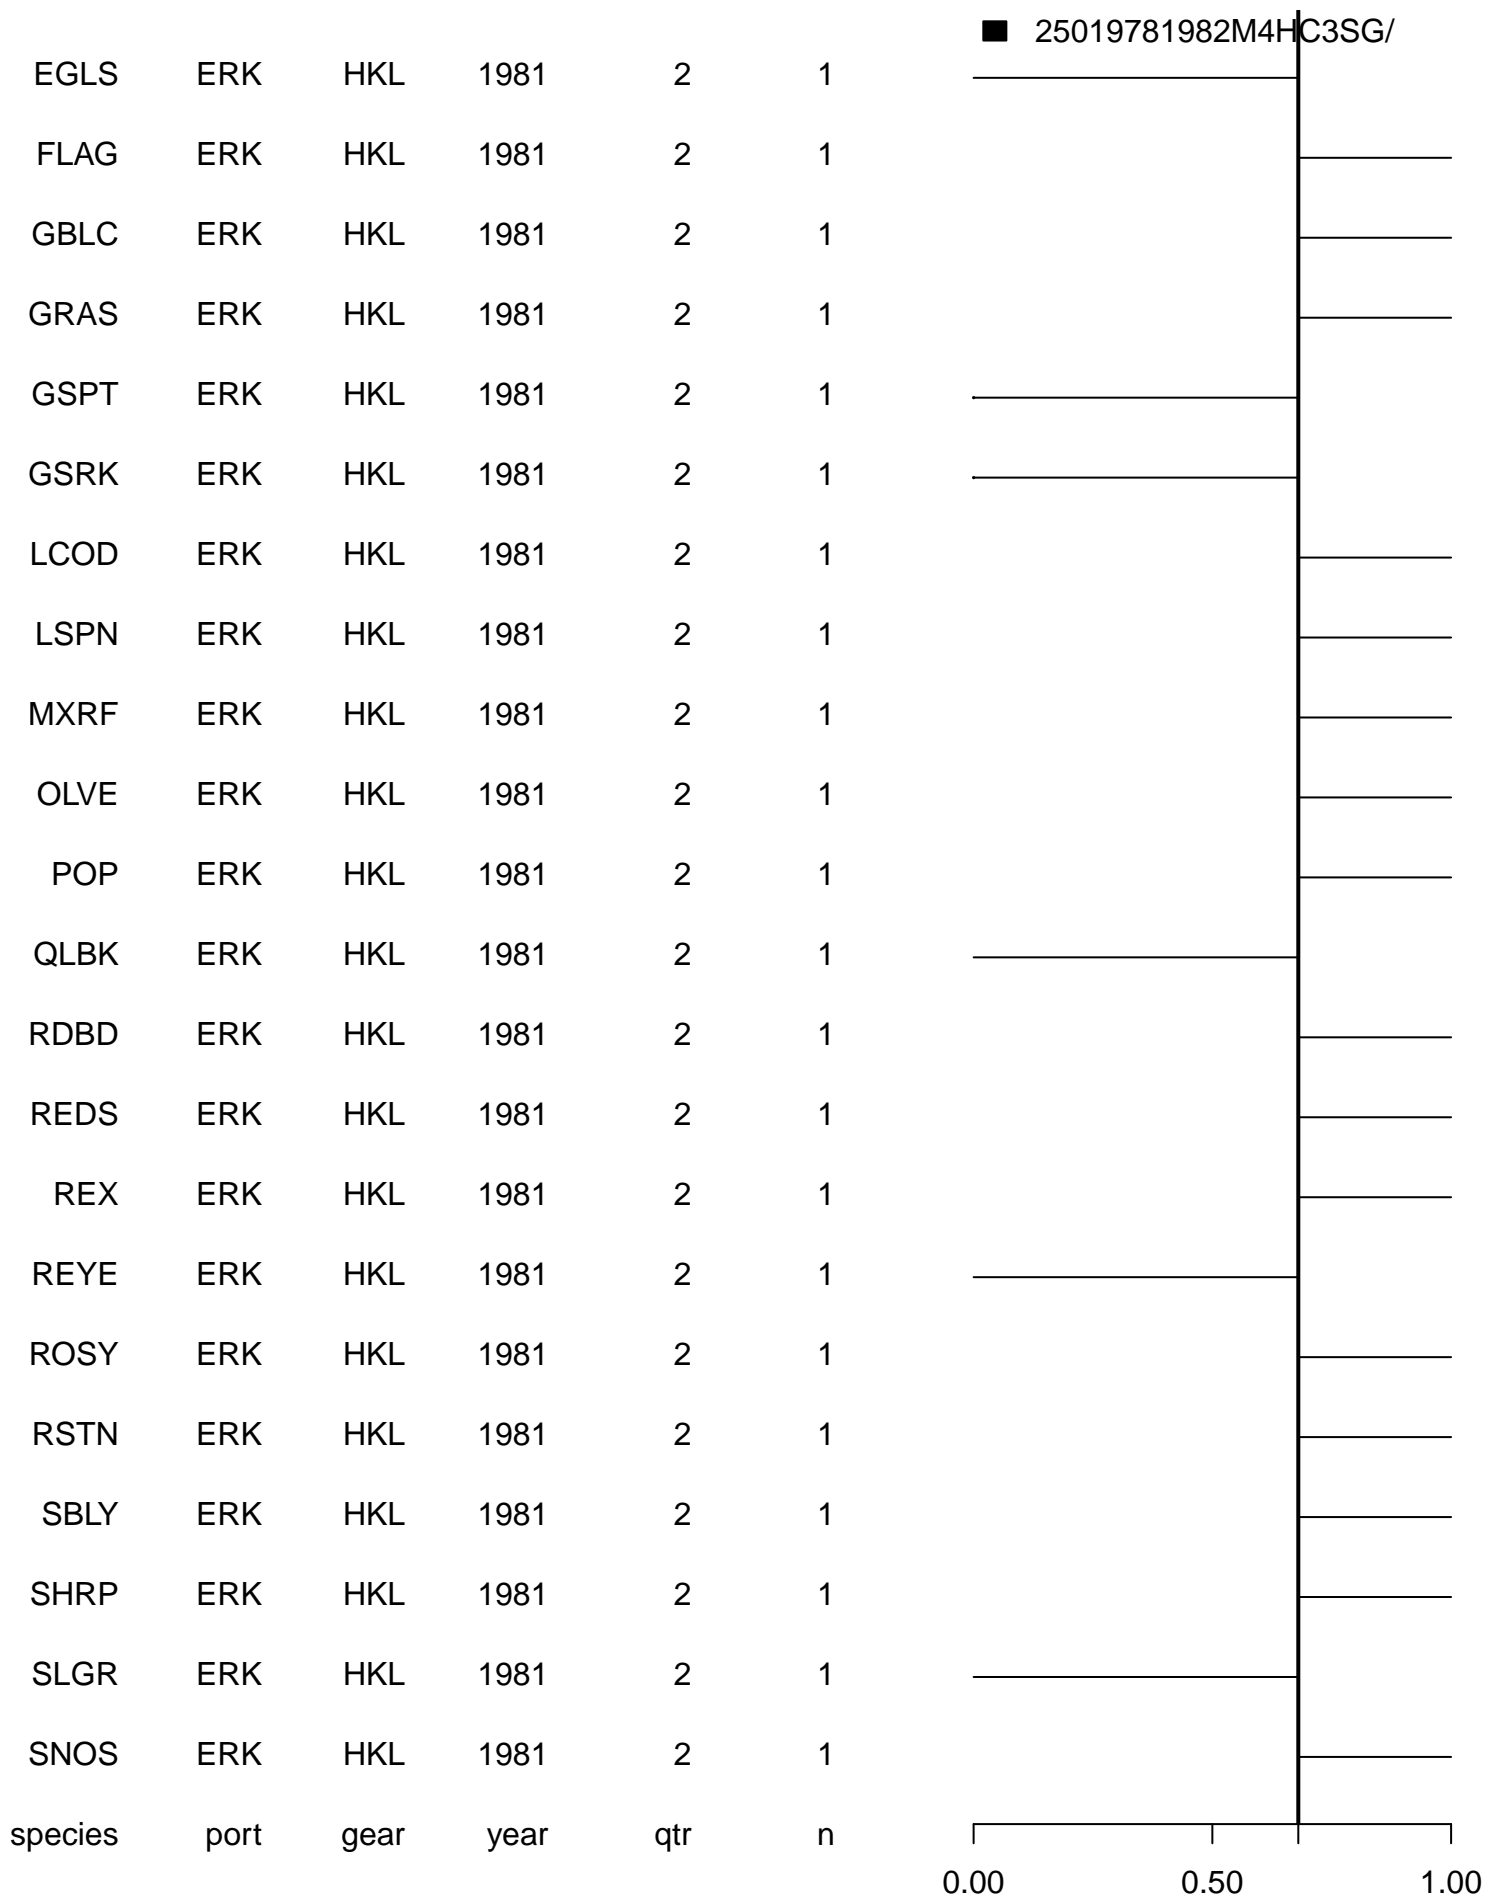 25019781982M4HC3SG/
EGLS ERK HKL 1981 2 1
FLAG ERK HKL 1981 2 1
GBLC ERK HKL 1981 2 1
GRAS ERK HKL 1981 2 1
GSPT ERK HKL 1981 2 1
GSRK ERK HKL 1981 2 1
LCOD ERK HKL 1981 2 1
LSPN ERK HKL 1981 2 1
MXRF ERK HKL 1981 2 1
OLVE ERK HKL 1981 2 1
POP ERK HKL 1981 2 1
QLBK ERK HKL 1981 2 1
RDBD ERK HKL 1981 2 1
REDS ERK HKL 1981 2 1
REX ERK HKL 1981 2 1
REYE ERK HKL 1981 2 1
ROSY ERK HKL 1981 2 1
RSTN ERK HKL 1981 2 1
SBLY ERK HKL 1981 2 1
SHRP ERK HKL 1981 2 1
SLGR ERK HKL 1981 2 1
SNOS ERK HKL 1981 2 1
species port gear year qtr n
0.00 0.50 1.00